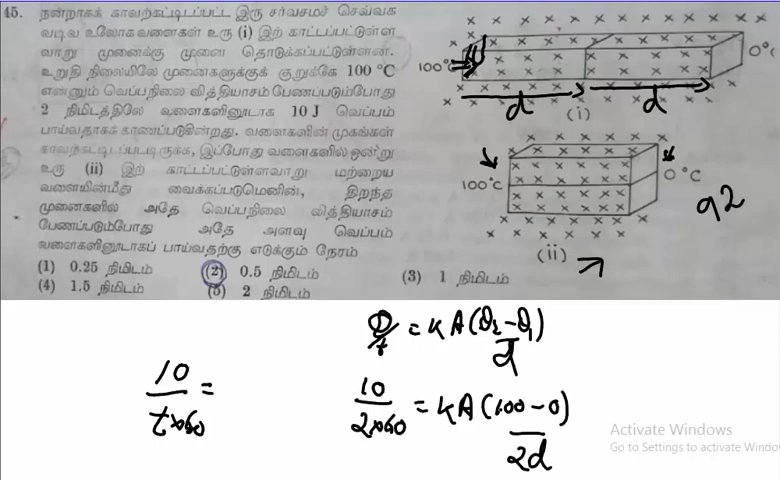 45. நன்றாகக் காவற்கட்டிடப்பட்ட இரு சர்வசமச் செவ்வக
வடிவ உலோகவளைகள் உரு (i) இற் காட்டப்பட்டுள்ள
வாறு முனைக்கு முனை தொடுக்கப்பட்டுள்ளன.
உறுதி நிலையிலே முனைகளுக்குக் குறுக்கே 100 °C
என்னும் வெப்பநிலை வித்தியாசம் பேணப்படும்போது
2 நிமிடத்திலே வளைகளினூடாக 10 J வெப்பம்
பாய்வதாகக் காணப்படுகின்றது. வளைகளின் முகங்கள்
காவற்கட்டிடப்பட்டிருக்க, இப்போது வளைகளில் ஒன்று
உரு (ii) இற் காட்டப்பட்டுள்ளவாறு மற்றைய
வளையின்மீது வைக்கப்படுமெனின், திறந்த
முனைகளில் அதே வெப்பநிலை வித்தியாசம்
பேணப்படும்போது அதே அளவு வெப்பம்
வளைகளினூடாகப் பாய்வதற்கு எடுக்கும் நேரம்
(1) 0.25 நிமிடம் (2) 0.5 நிமிடம் (3) 1 நிமிடம்
(4) 1.5 நிமிடம் (5) 2 நிமிடம்
100° 0°C
d d
(i)
100°C 0°C
(ii)
92
Q/t = KA(θ2-θ1)/d
10/t×60 =
10/2×60 = KA(100-0)/2d
Activate Windows
Go to Settings to activate Windo